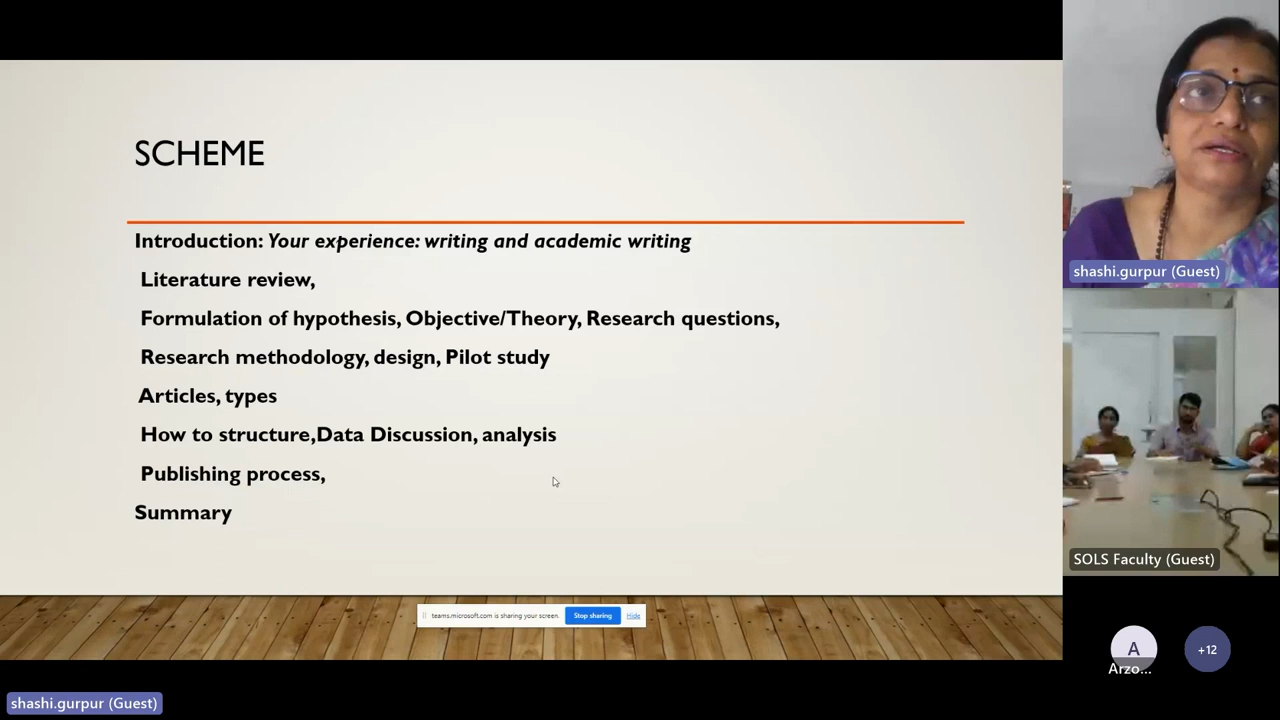 SCHEME
Introduction: Your experience: writing and academic writing
Literature review,
Formulation of hypothesis, Objective/Theory, Research questions,
Research methodology, design, Pilot study
Articles, types
How to structure,Data Discussion, analysis
Publishing process,
Summary
teams.microsoft.com is sharing your screen. Stop sharing Hide
shashi.gurpur (Guest)
SOLS Faculty (Guest)
A
Arzo...
+12
shashi.gurpur (Guest)